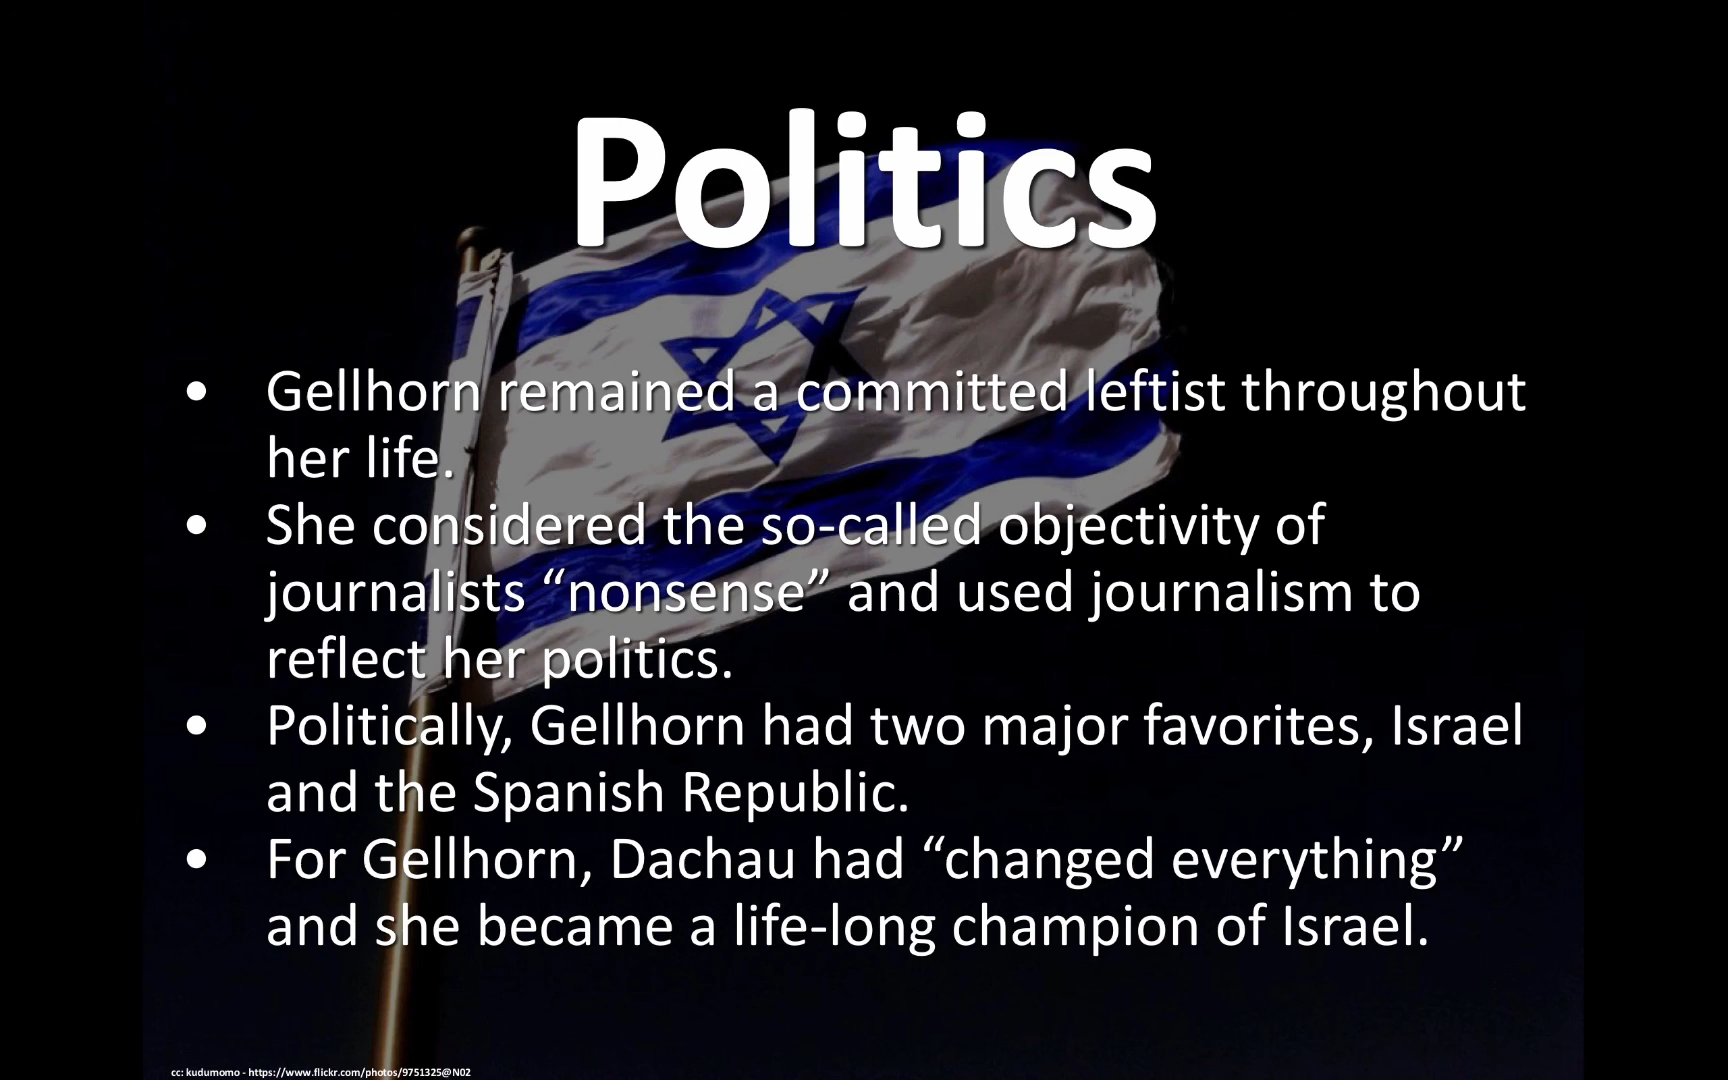 Politics
• Gellhorn remained a committed leftist throughout
her life.
• She considered the so-called objectivity of
journalists “nonsense” and used journalism to
reflect her politics.
• Politically, Gellhorn had two major favorites, Israel
and the Spanish Republic.
• For Gellhorn, Dachau had “changed everything”
and she became a life-long champion of Israel.
cc: kudumomo - https://www.flickr.com/photos/9751325@N02